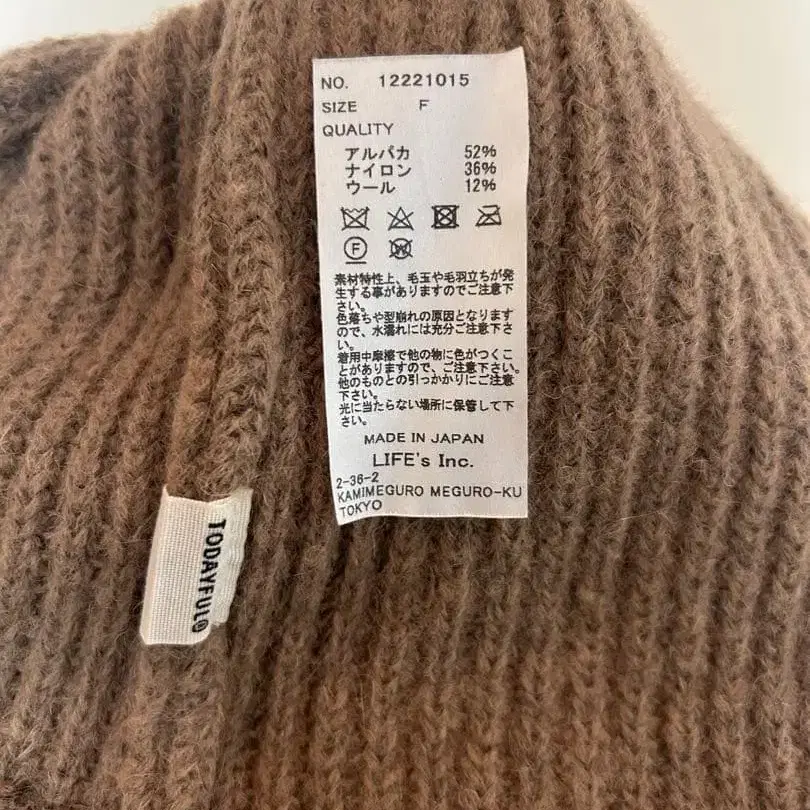 NO. 12221015
SIZE F
QUALITY
アルパカ 52%
ナイロン 36%
ウール 12%
F
W
素材特性上、毛玉や毛羽立ちが発
生する事がありますのでご注意下
さい。
色落ちや型崩れの原因となります
ので、水濡れには充分ご注意下さ
い。
着用中摩擦で他の物に色がつくこ
とがありますので、ご注意下さい。
他のものとの引っかかりにご注意
下さい。
光に当たらない場所に保管して下
さい。
MADE IN JAPAN
LIFE's Inc.
2-36-2
KAMIMEGURO MEGURO-KU
TOKYO
TODAYFUL®